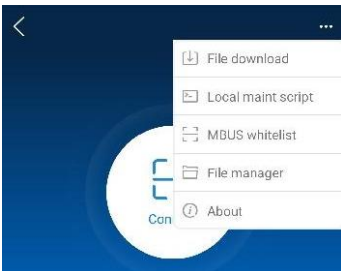 File download
Local maint script
MBUS whitelist
File manager
About
Con